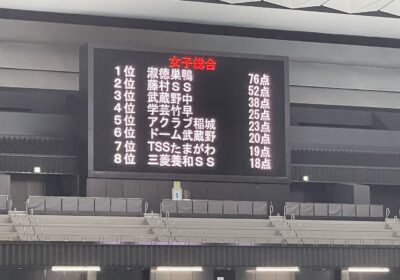 女子総合
1位 淑徳巣鴨 76点
2位 藤村ＳＳ 52点
3位 武蔵野中 38点
4位 学芸竹早 25点
5位 アクラブ稲城 23点
6位 ドーム武蔵野 20点
7位 TSSたまがわ 19点
8位 三菱養和ＳＳ 18点